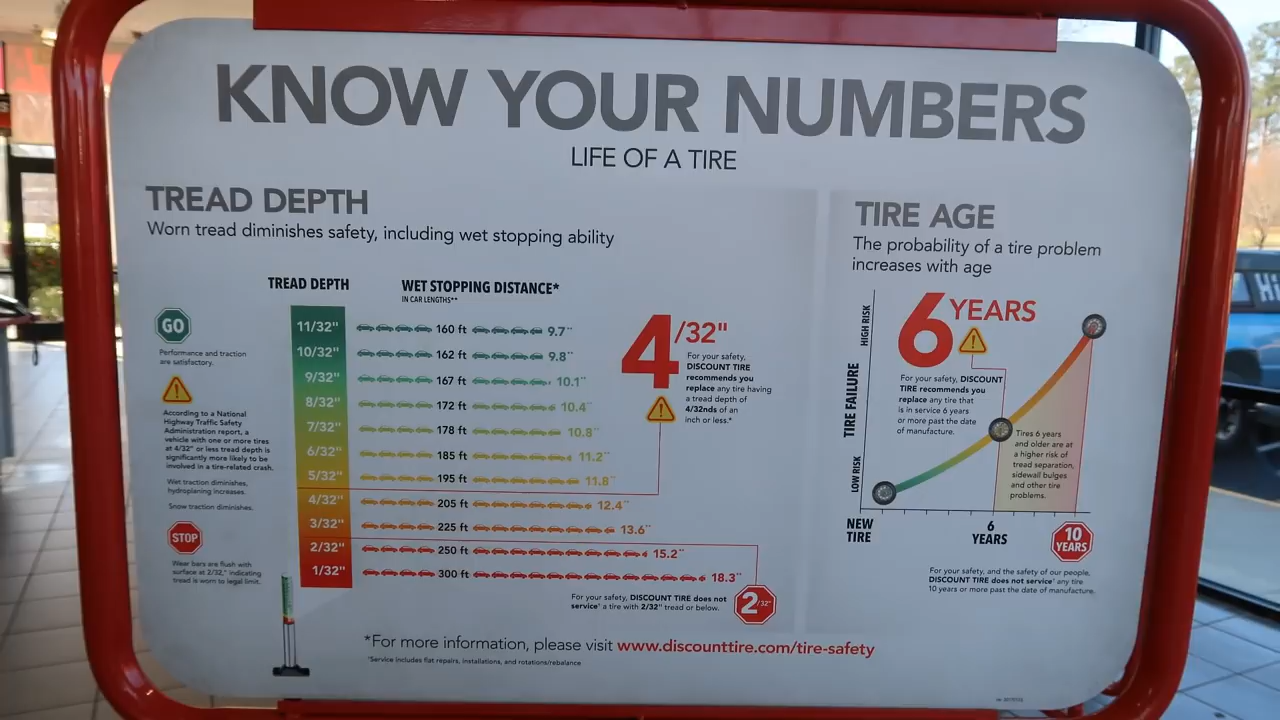 KNOW YOUR NUMBERS
LIFE OF A TIRE
TREAD DEPTH
Worn tread diminishes safety, including wet stopping ability
TREAD DEPTH
WET STOPPING DISTANCE*
IN CAR LENGTHS**
GO
Performance and traction
are satisfactory.
According to a National
Highway Traffic Safety
Administration report, a
vehicle with one or more tires
at 4/32" or less tread depth is
significantly more likely to be
involved in a tire-related crash.
Wet traction diminishes,
hydroplaning increases.
Snow traction diminishes.
STOP
Wear bars are flush with
surface at 2/32," indicating
tread is worn to legal limit.
11/32" 160 ft 9.7**
10/32" 162 ft 9.8**
9/32" 167 ft 10.1**
8/32" 172 ft 10.4**
7/32" 178 ft 10.8**
6/32" 185 ft 11.2**
5/32" 195 ft 11.8**
4/32" 205 ft 12.4**
3/32" 225 ft 13.6**
2/32" 250 ft 15.2**
1/32" 300 ft 18.3**
4/32"
For your safety,
DISCOUNT TIRE
recommends you
replace any tire having
a tread depth of
4/32nds of an
inch or less.*
For your safety, DISCOUNT TIRE does not
service† a tire with 2/32" tread or below.
2/32"
TIRE AGE
The probability of a tire problem
increases with age
HIGH RISK
TIRE FAILURE
LOW RISK
6 YEARS
For your safety, DISCOUNT
TIRE recommends you
replace any tire that
is in service 6 years
or more past the date
of manufacture.
Tires 6 years
and older are at
a higher risk of
tread separation,
sidewall bulges
and other tire
problems.
NEW
TIRE
6
YEARS
10
YEARS
For your safety, and the safety of our people,
DISCOUNT TIRE does not service† any tire
10 years or more past the date of manufacture.
*For more information, please visit www.discounttire.com/tire-safety
†Service includes flat repairs, installations, and rotations/rebalance